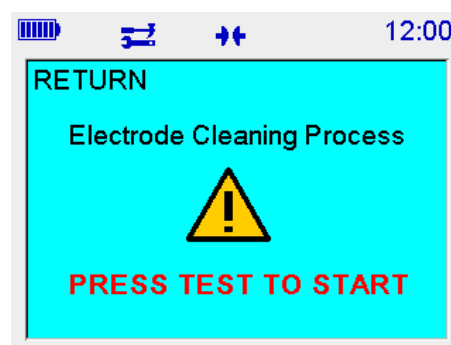 12:00
RETURN
Electrode Cleaning Process
PRESS TEST TO START